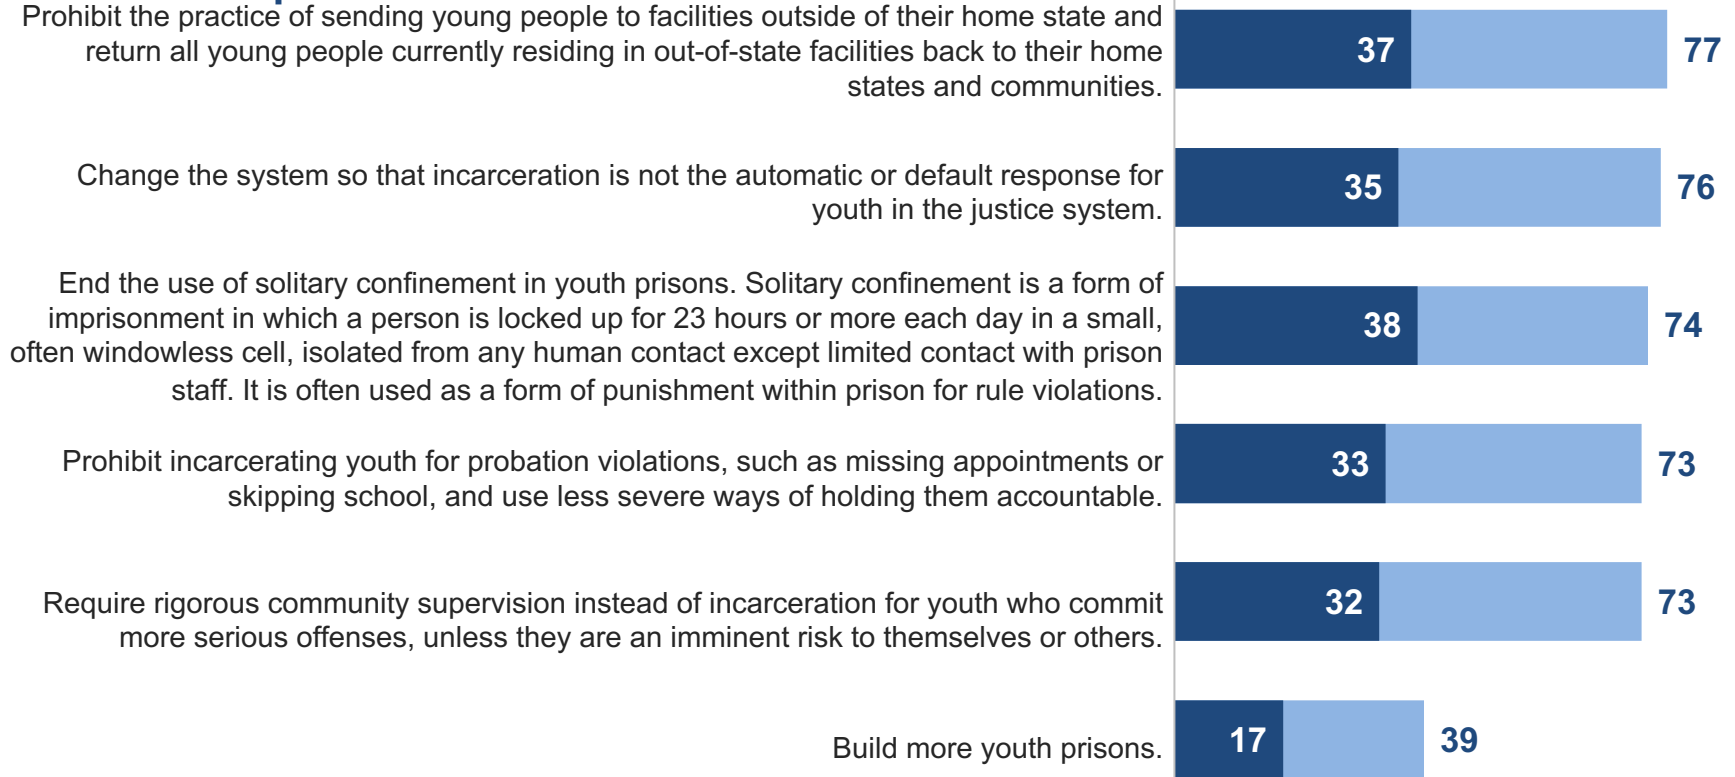 Prohibit the practice of sending young people to facilities outside of their home state and
return all young people currently residing in out-of-state facilities back to their home
states and communities.
37
77
Change the system so that incarceration is not the automatic or default response for
youth in the justice system.
35
76
End the use of solitary confinement in youth prisons. Solitary confinement is a form of
imprisonment in which a person is locked up for 23 hours or more each day in a small,
often windowless cell, isolated from any human contact except limited contact with prison
staff. It is often used as a form of punishment within prison for rule violations.
38
74
Prohibit incarcerating youth for probation violations, such as missing appointments or
skipping school, and use less severe ways of holding them accountable.
33
73
Require rigorous community supervision instead of incarceration for youth who commit
more serious offenses, unless they are an imminent risk to themselves or others.
32
73
Build more youth prisons.
17
39